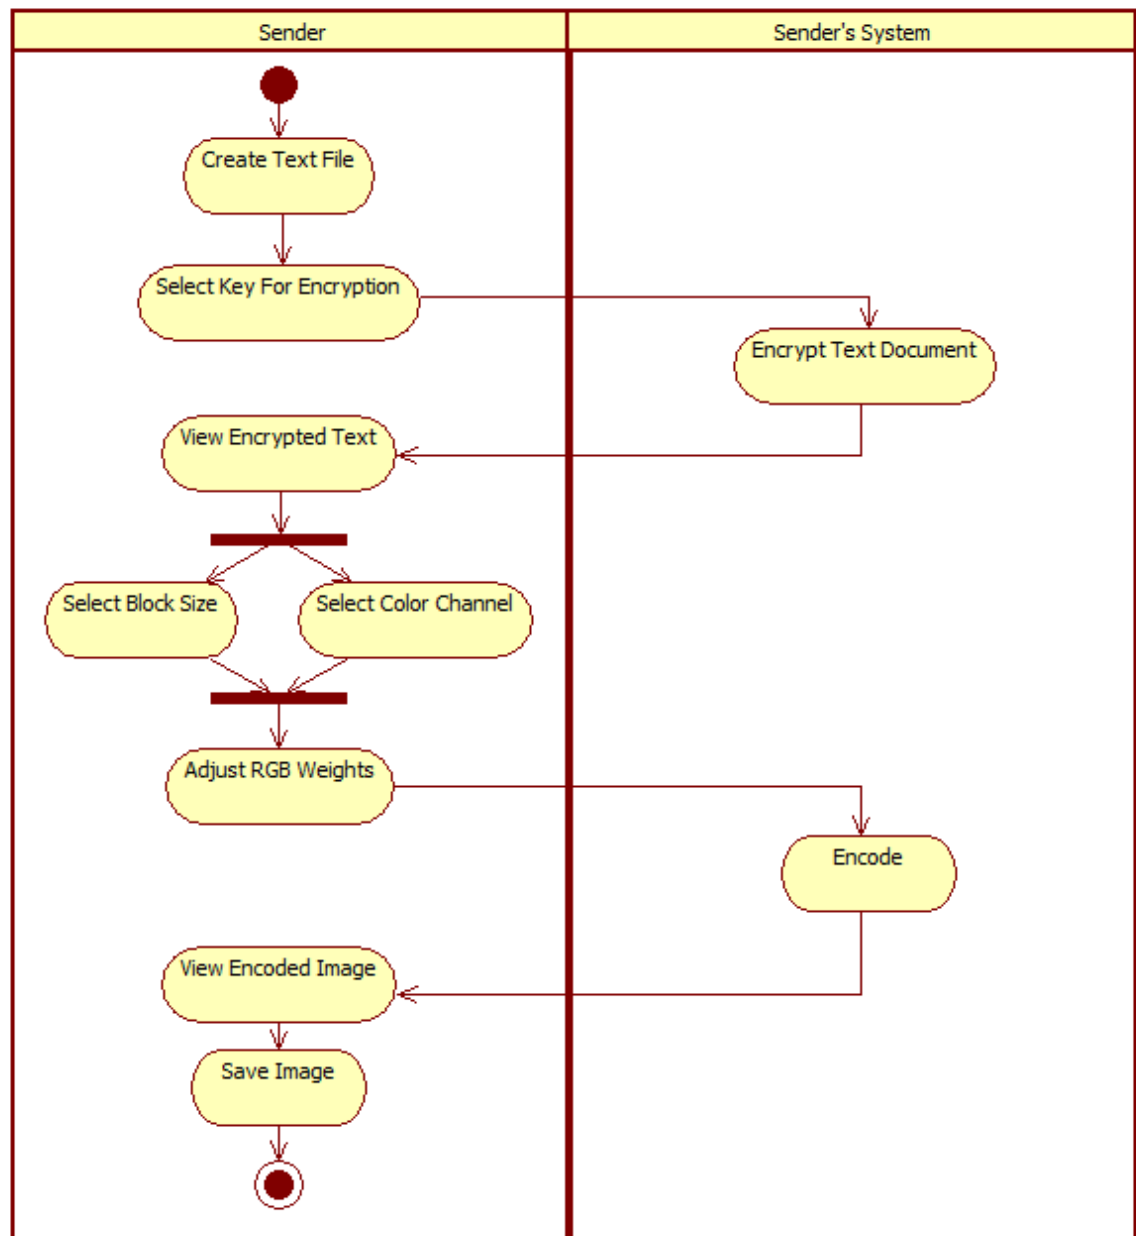 Sender
Sender's System
Create Text File
Select Key For Encryption
Encrypt Text Document
View Encrypted Text
Select Block Size
Select Color Channel
Adjust RGB Weights
Encode
View Encoded Image
Save Image